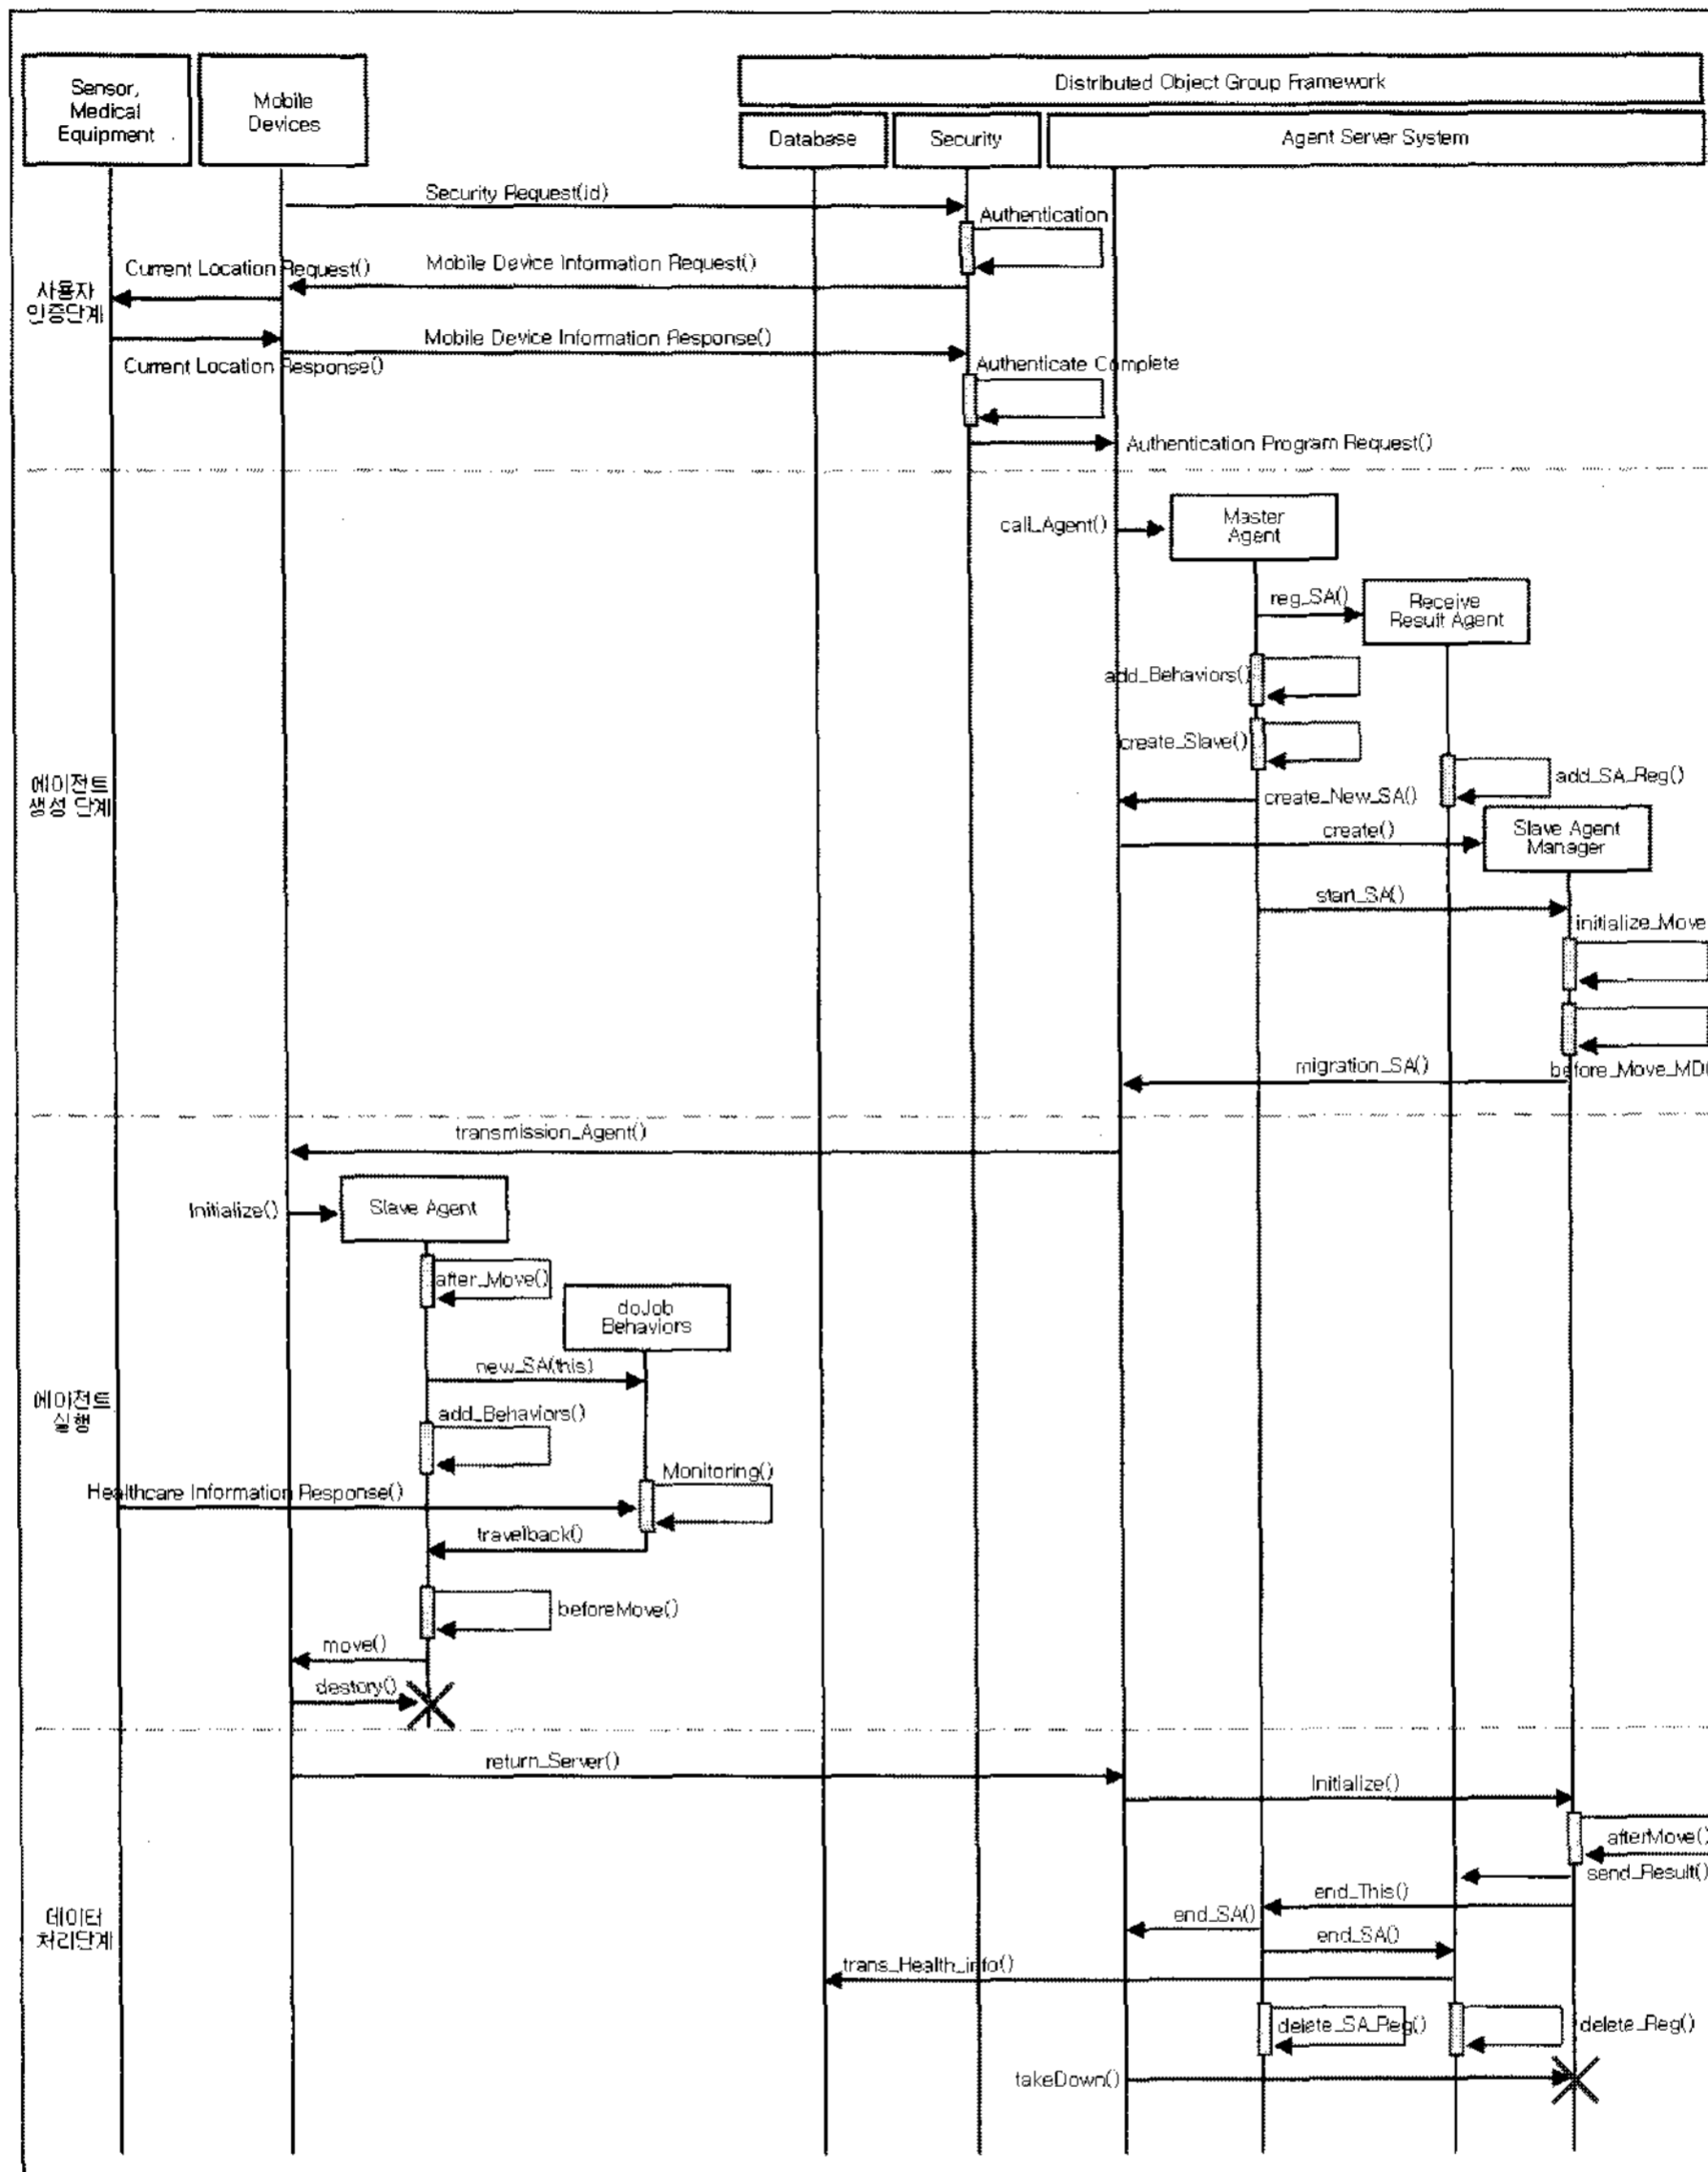 Sensor,
Medical
Equipment
Mobile
Devices
Distributed Object Group Framework
Database
Security
Agent Server System
Security Request(id)
Authentication
Current Location Request()
Mobile Device Information Request()
사용자
인증단계
Mobile Device Information Response()
Current Location Response()
Authenticate Complete
Authentication Program Request()
call_Agent()
Master
Agent
reg_SA()
Receive
Result Agent
add_Behaviors()
create_Slave()
에이전트
생성 단계
add_SA_Reg()
create_New_SA()
create()
Slave Agent
Manager
start_SA()
initialize_Move
migration_SA()
before_Move_MD(
transmission_Agent()
Initialize()
Slave Agent
after_Move()
doJob
Behaviors
new_SA(this)
에이전트
실행
add_Behaviors()
Monitoring()
Healthcare Information Response()
travelback()
beforeMove()
move()
destory()
return_Server()
Initialize()
afterMove()
send_Result()
end_This()
데이터
처리단계
end_SA()
end_SA()
trans_Health_info()
delete_SA_Reg()
delete_Reg()
takeDown()